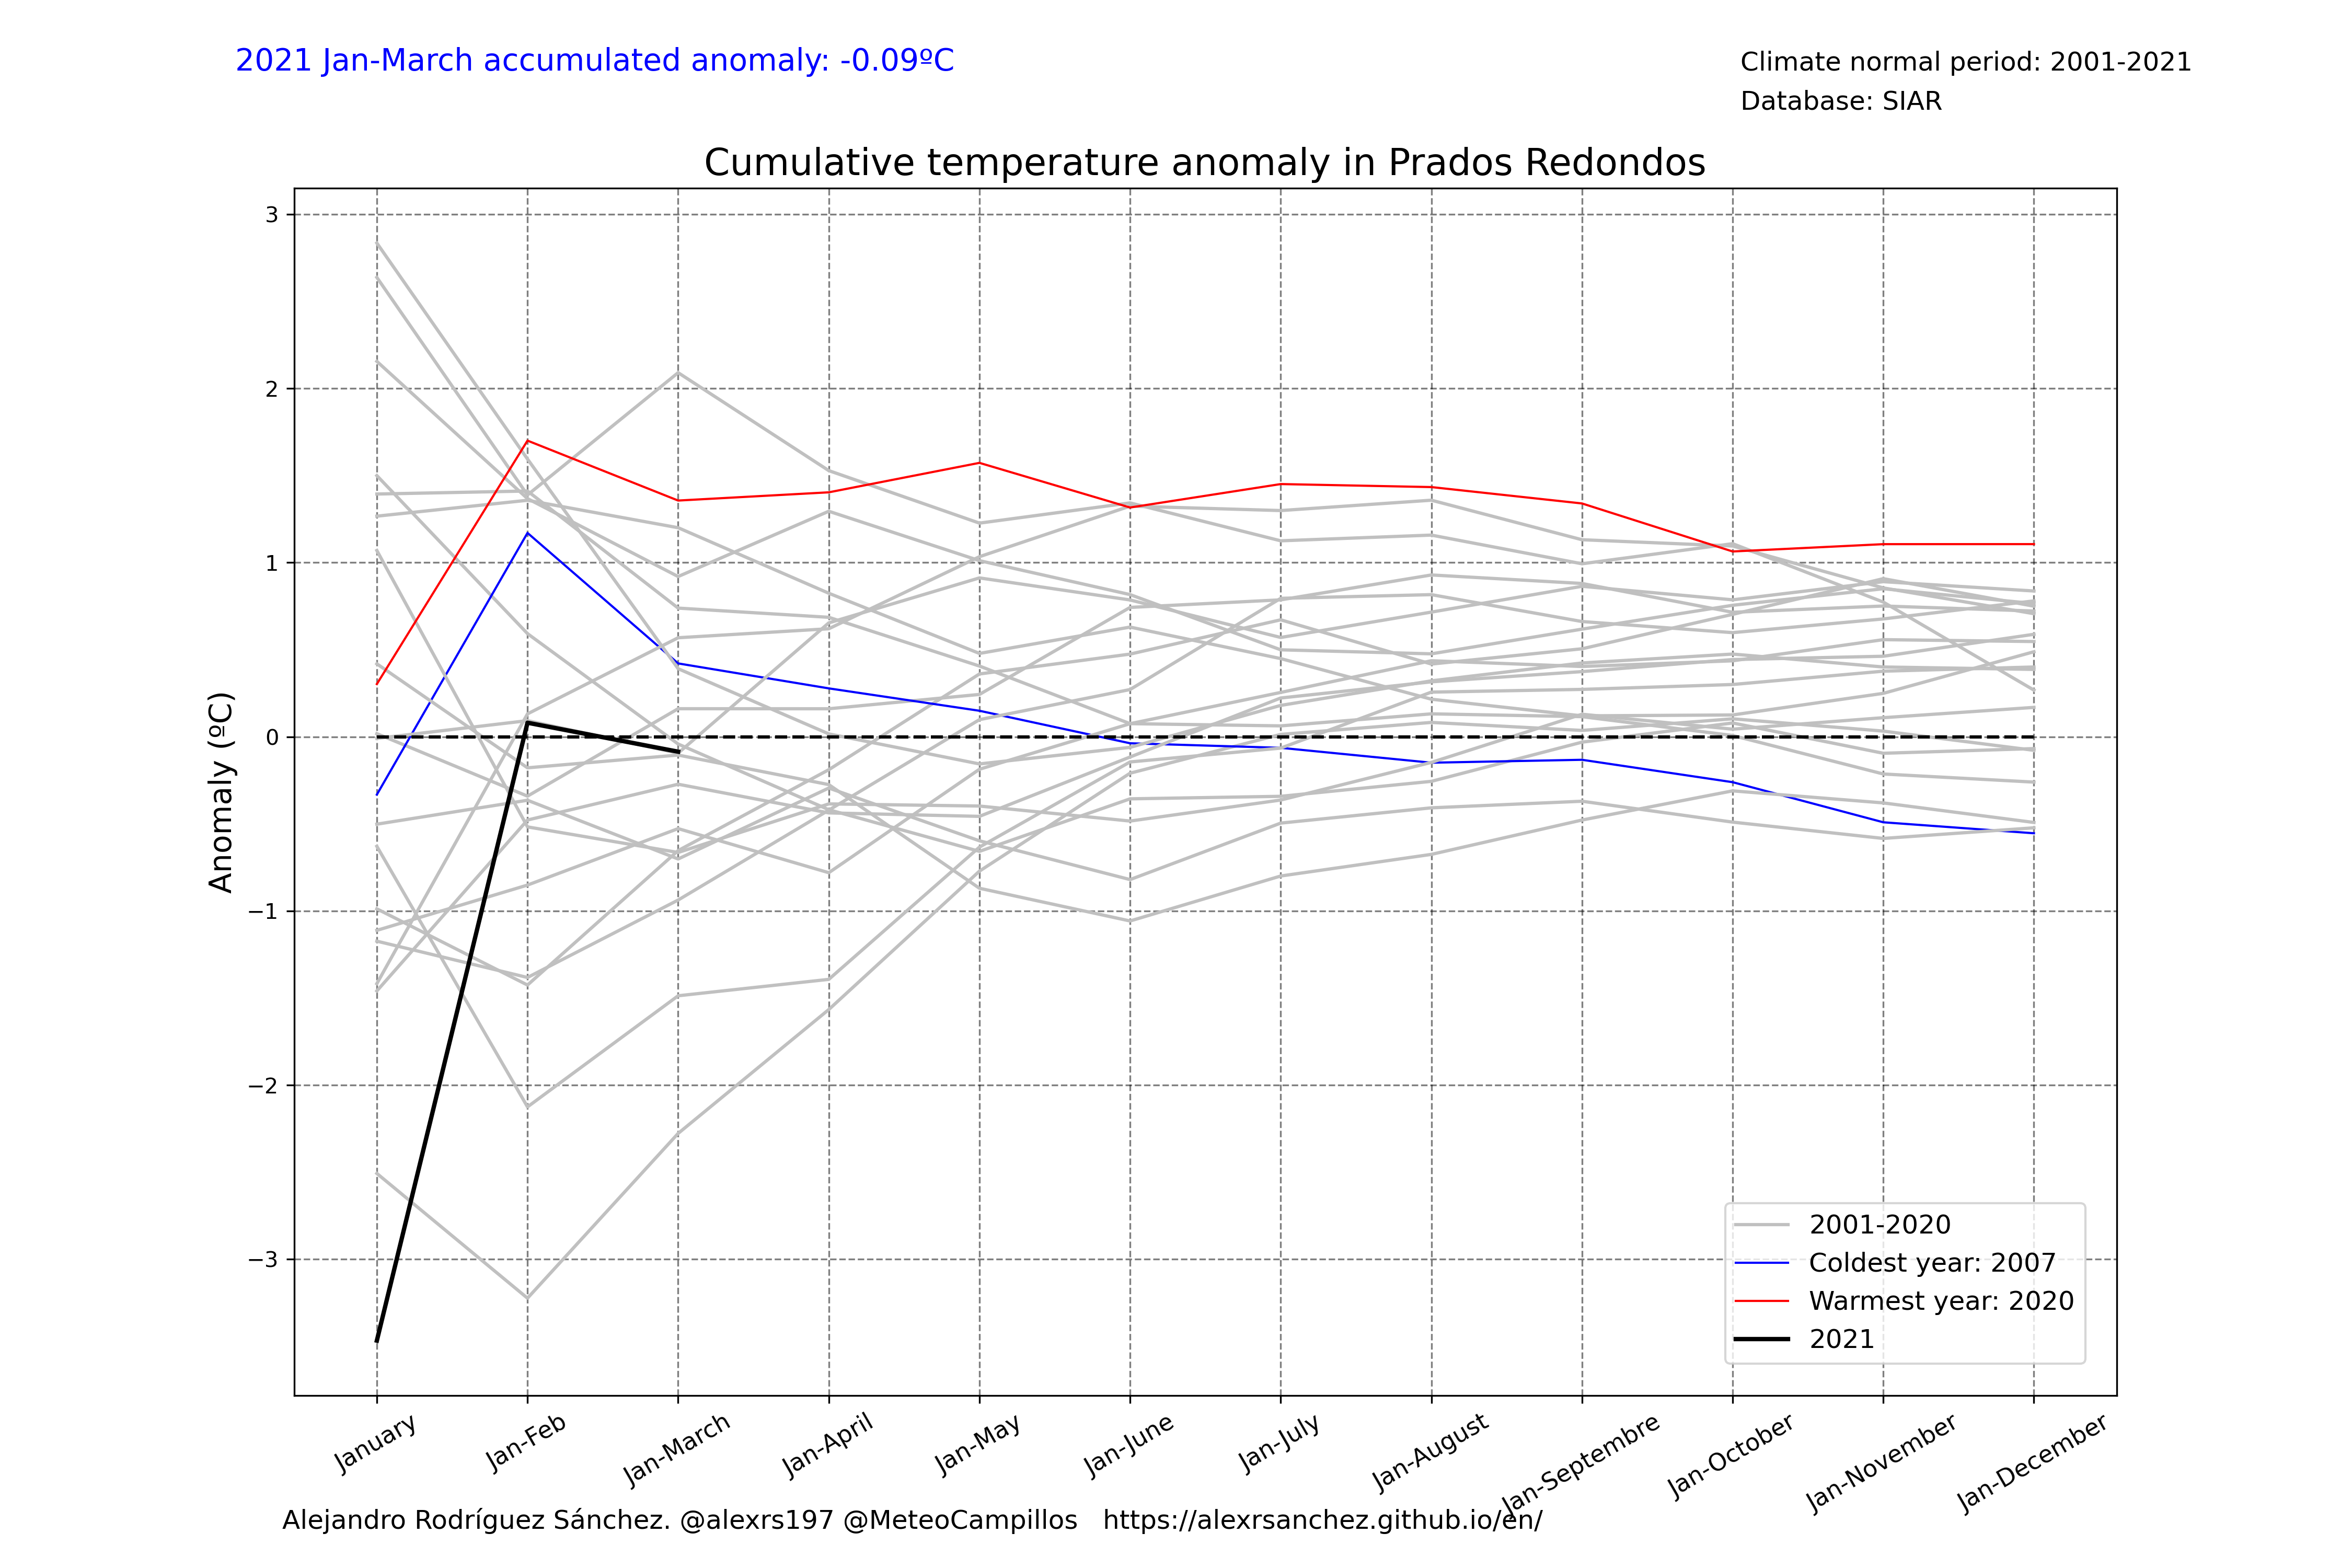 2021 Jan-March accumulated anomaly: -0.09ºC
Climate normal period: 2001-2021
Database: SIAR
Cumulative temperature anomaly in Prados Redondos
3
2
1
0
−1
−2
−3
Anomaly (ºC)
2001-2020
Coldest year: 2007
Warmest year: 2020
2021
January
Jan-Feb
Jan-March
Jan-April
Jan-May
Jan-June
Jan-July
Jan-August
Jan-Septembre
Jan-October
Jan-November
Jan-December
Alejandro Rodríguez Sánchez. @alexrs197 @MeteoCampillos https://alexrsanchez.github.io/en/